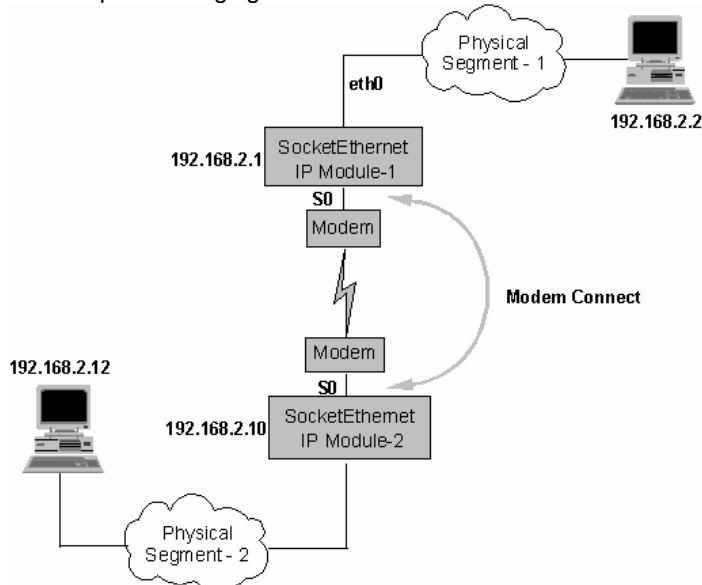 Physical
Segment - 1
eth0
192.168.2.2
SocketEthernet
IP Module-1
192.168.2.1
S0
Modem
Modem Connect
Modem
192.168.2.12
S0
SocketEthernet
IP Module-2
192.168.2.10
Physical
Segment - 2